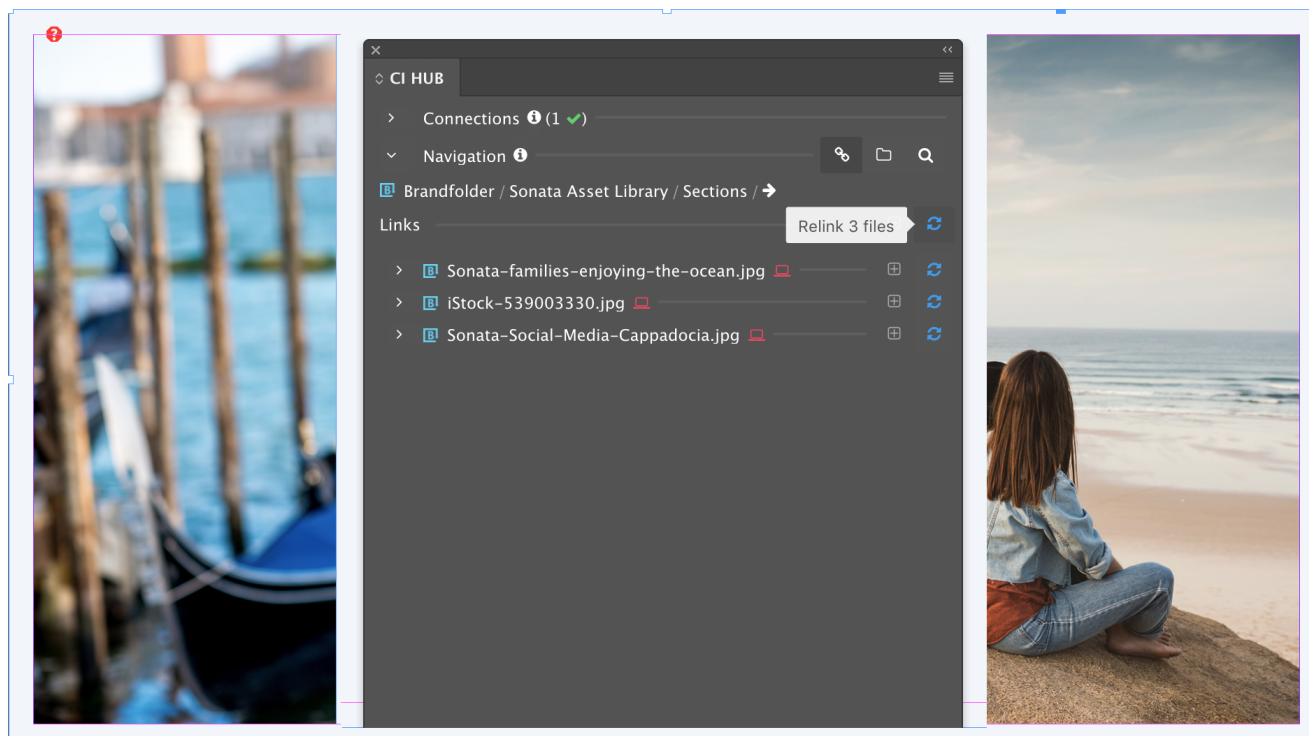 CI HUB
Connections (1 )
Navigation
Brandfolder / Sonata Asset Library / Sections /
Links
Relink 3 files
Sonata-families-enjoying-the-ocean.jpg
iStock-539003330.jpg
Sonata-Social-Media-Cappadocia.jpg